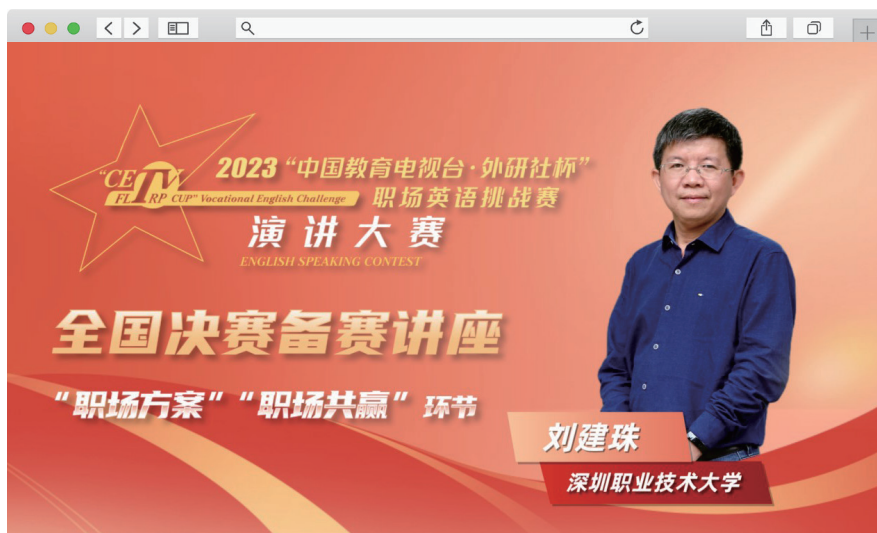 2023“中国教育电视台·外研社杯”
“CETV
FLTRP CUP” Vocational English Challenge
职场英语挑战赛
演讲大赛
ENGLISH SPEAKING CONTEST
全国决赛备赛讲座
“职场方案”“职场共赢”环节
刘建珠
深圳职业技术大学